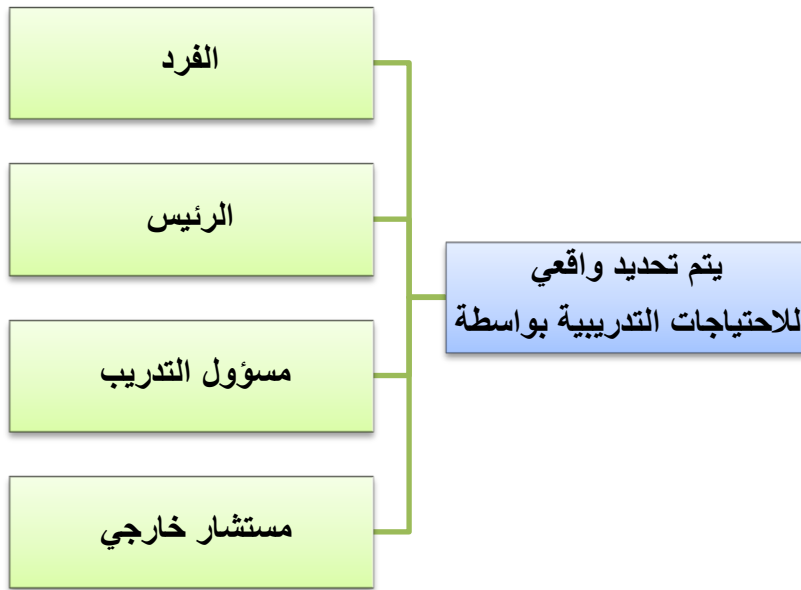 يتم تحديد واقعي
للاحتياجات التدريبية بواسطة
الفرد
الرئيس
مسؤول التدريب
مستشار خارجي